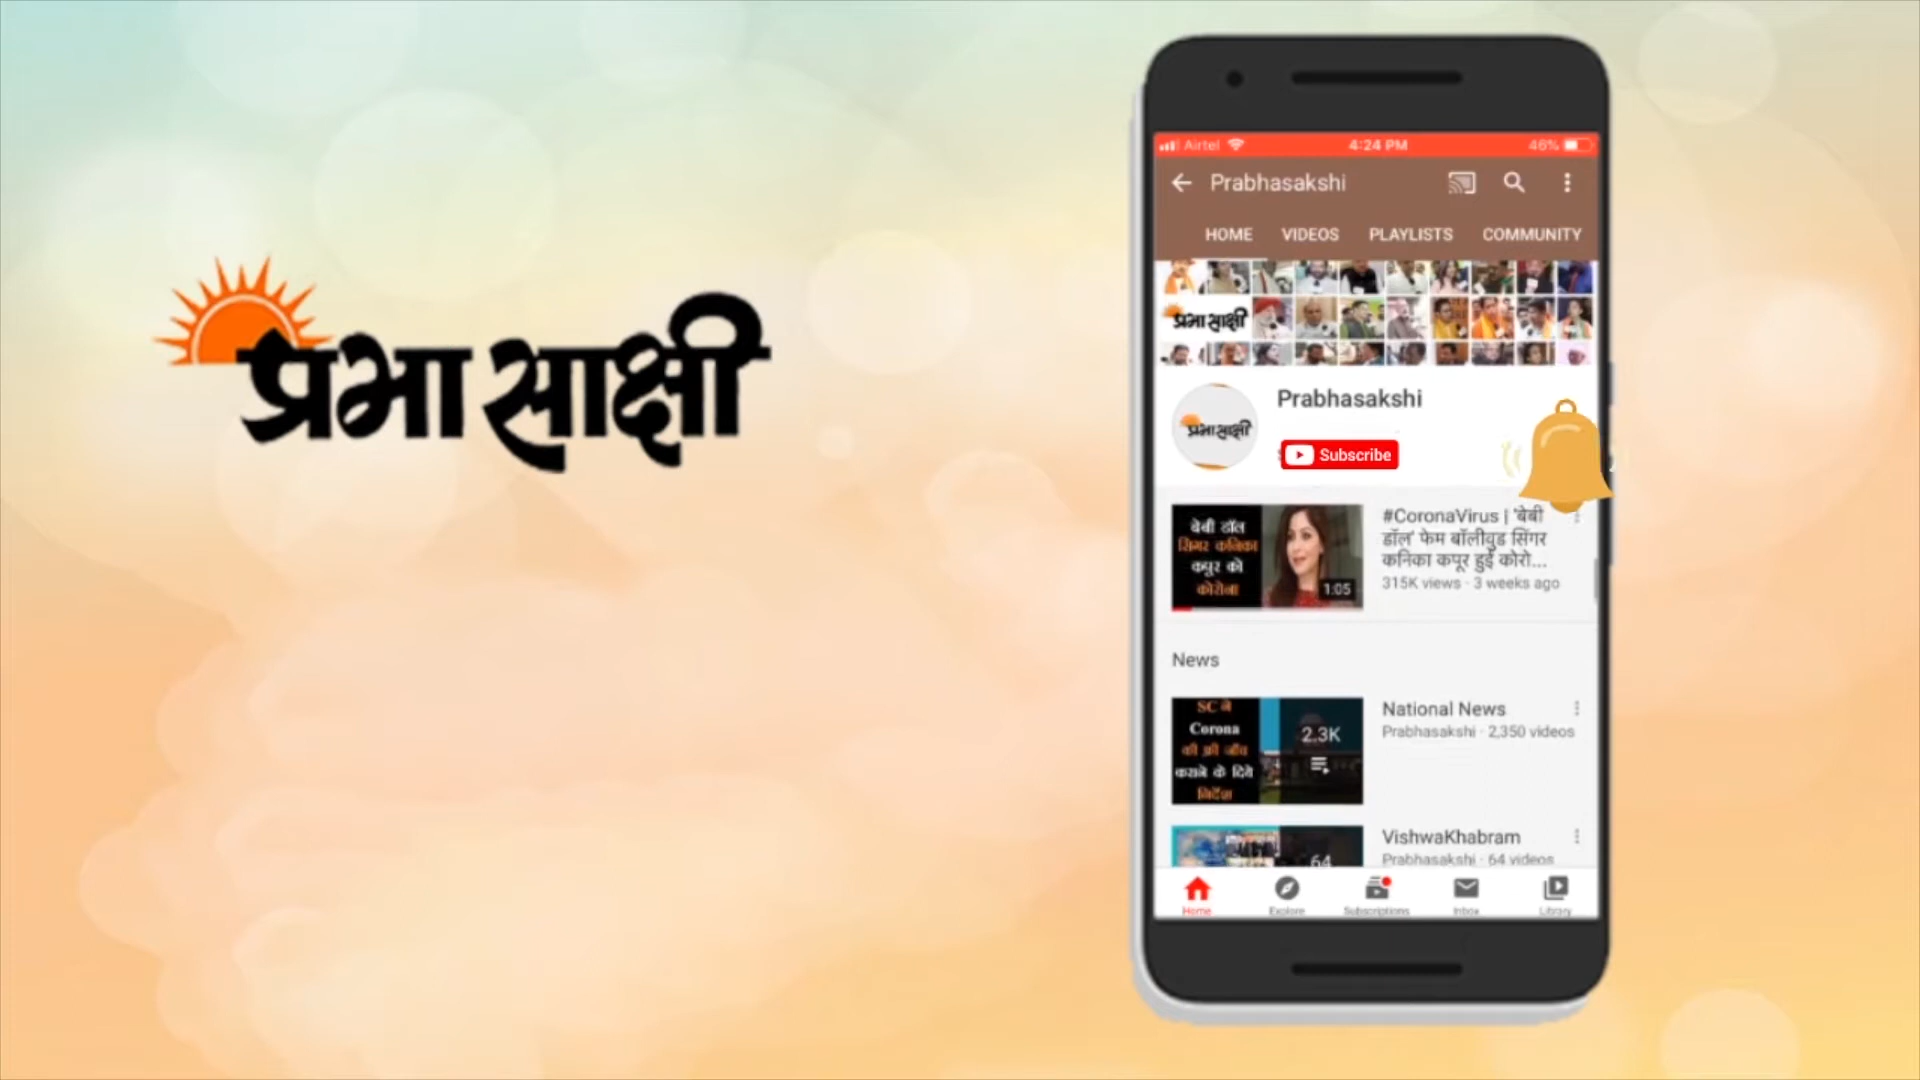 प्रभा साक्षी
Airtel 4:24 PM 46%
Prabhasakshi
HOME VIDEOS PLAYLISTS COMMUNITY
प्रभा साक्षी
Prabhasakshi
प्रभा साक्षी
Subscribe
बेबी डॉल
सिंगर कनिका
कपूर को
कोरोना
1:05
#CoronaVirus | 'बेबी
डॉल' फेम बॉलीवुड सिंगर
कनिका कपूर हुई कोरो...
315K views · 3 weeks ago
News
SC ने
Corona
की फ्री जाँच
कराने के दिये
निर्देश
2.3K
National News
Prabhasakshi · 2,350 videos
64
VishwaKhabram
Prabhasakshi · 64 videos
Home Explore Subscriptions Inbox Library